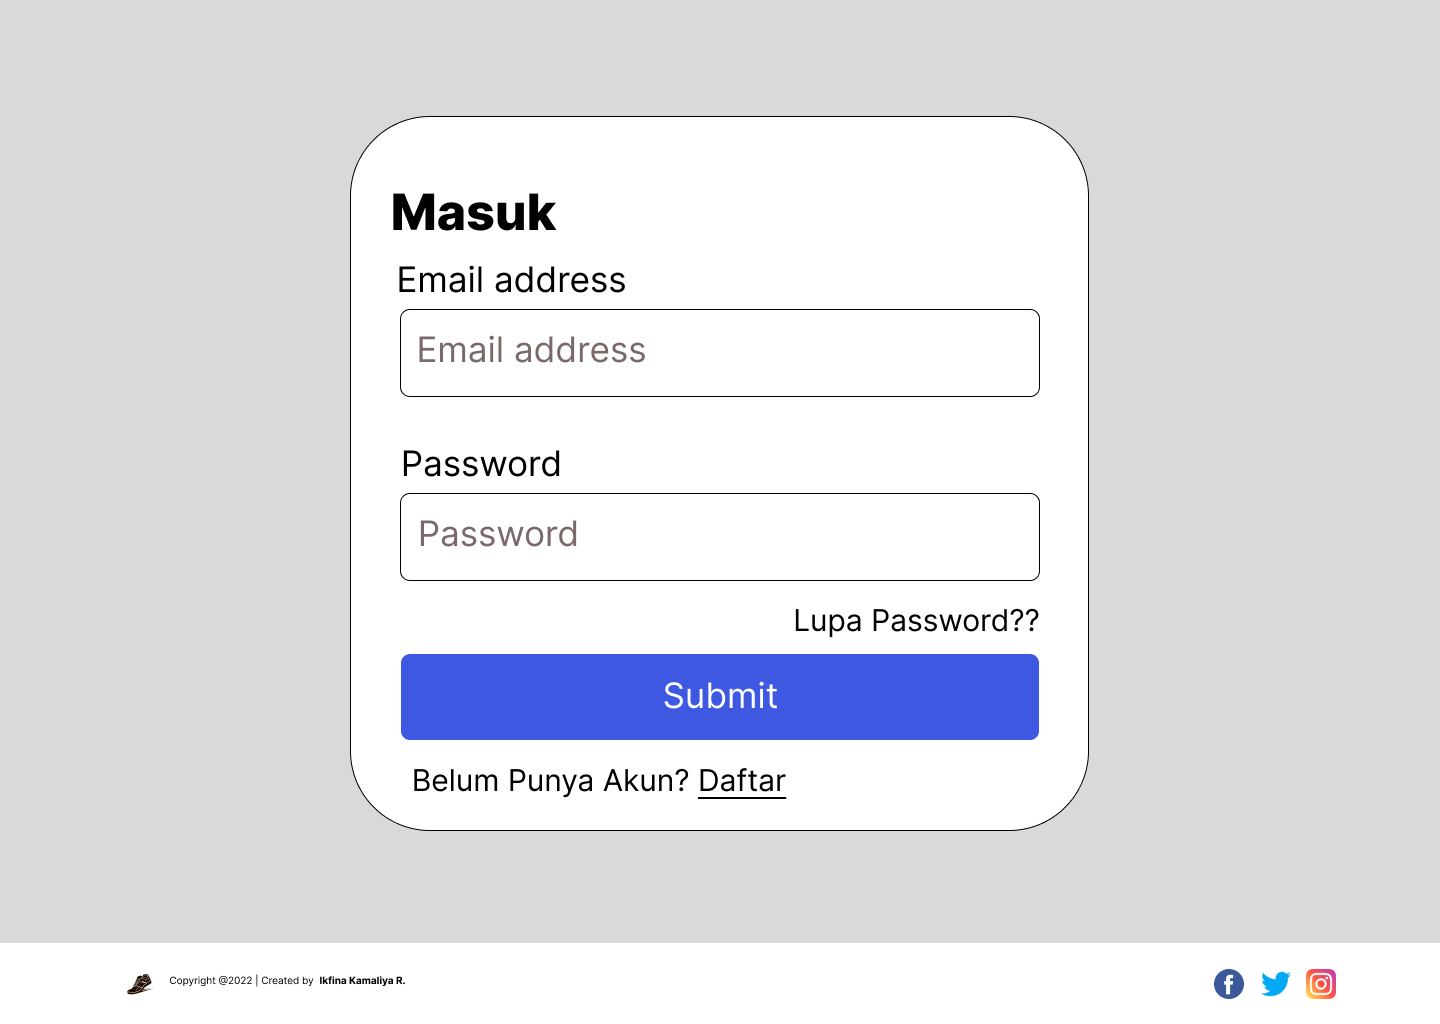 Masuk
Email address
Email address
Password
Password
Lupa Password??
Submit
Belum Punya Akun? Daftar
Copyright @2022 | Created by Ikfina Kamaliya R.